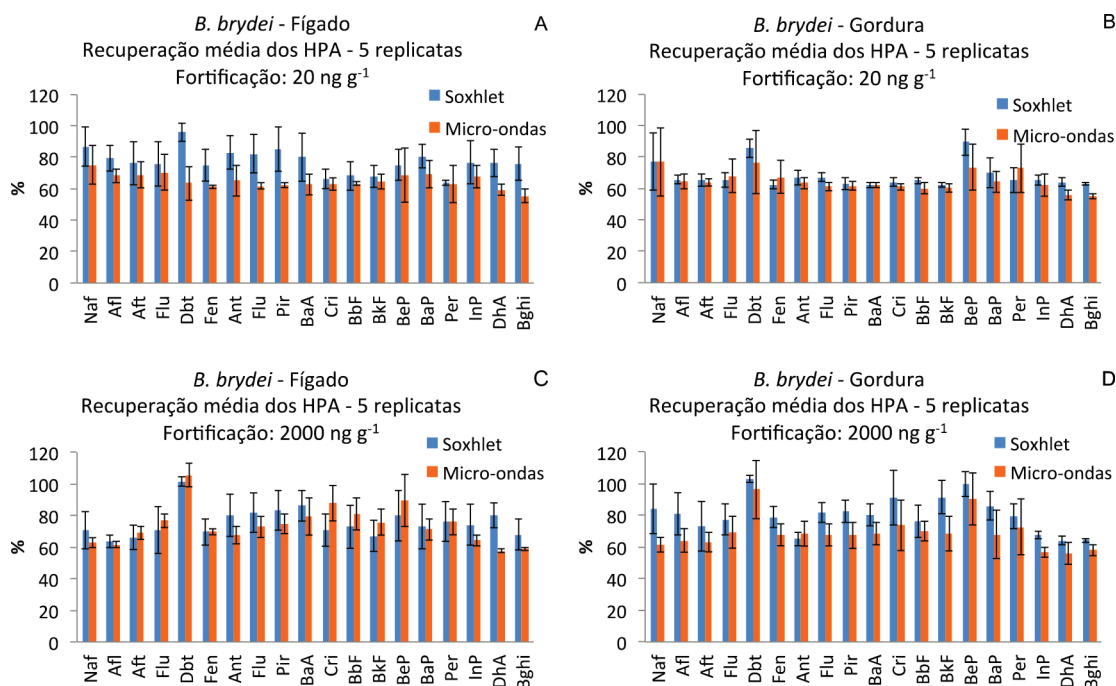 B. brydei - Fígado
A
Recuperação média dos HPA - 5 replicatas
Fortificação: 20 ng g-1
Soxhlet
Micro-ondas
%
120
100
80
60
40
20
0
Naf Afl Aft Flu Dbt Fen Ant Flu Pir BaA Cri BbF BkF BeP BaP Per InP DhA Bghi
B. brydei - Gordura
B
Recuperação média dos HPA - 5 replicatas
Fortificação: 20 ng g-1
Soxhlet
Micro-ondas
%
120
100
80
60
40
20
0
Naf Afl Aft Flu Dbt Fen Ant Flu Pir BaA Cri BbF BkF BeP BaP Per InP DhA Bghi
B. brydei - Fígado
C
Recuperação média dos HPA - 5 replicatas
Fortificação: 2000 ng g-1
Soxhlet
Micro-ondas
%
120
100
80
60
40
20
0
Naf Afl Aft Flu Dbt Fen Ant Flu Pir BaA Cri BbF BkF BeP BaP Per InP DhA Bghi
B. brydei - Gordura
D
Recuperação média dos HPA - 5 replicatas
Fortificação: 2000 ng g-1
Soxhlet
Micro-ondas
%
120
100
80
60
40
20
0
Naf Afl Aft Flu Dbt Fen Ant Flu Pir BaA Cri BbF BkF BeP BaP Per InP DhA Bghi